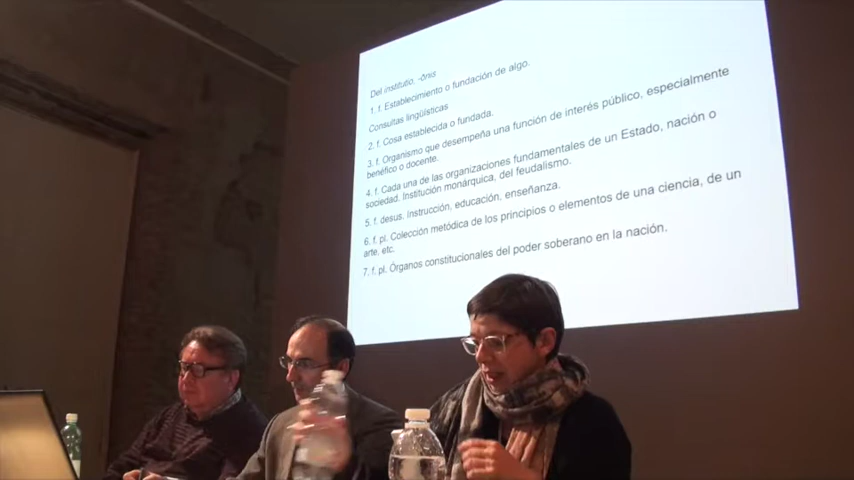 Del institutio, -ōnis
1. f. Establecimiento o fundación de algo.
Consultas lingüísticas
2. f. Cosa establecida o fundada.
3. f. Organismo que desempeña una función de interés público, especialmente
benéfico o docente.
4. f. Cada una de las organizaciones fundamentales de un Estado, nación o
sociedad. Institución monárquica, del feudalismo.
5. f. desus. Instrucción, educación, enseñanza.
6. f. pl. Colección metódica de los principios o elementos de una ciencia, de un
arte, etc.
7. f. pl. Órganos constitucionales del poder soberano en la nación.